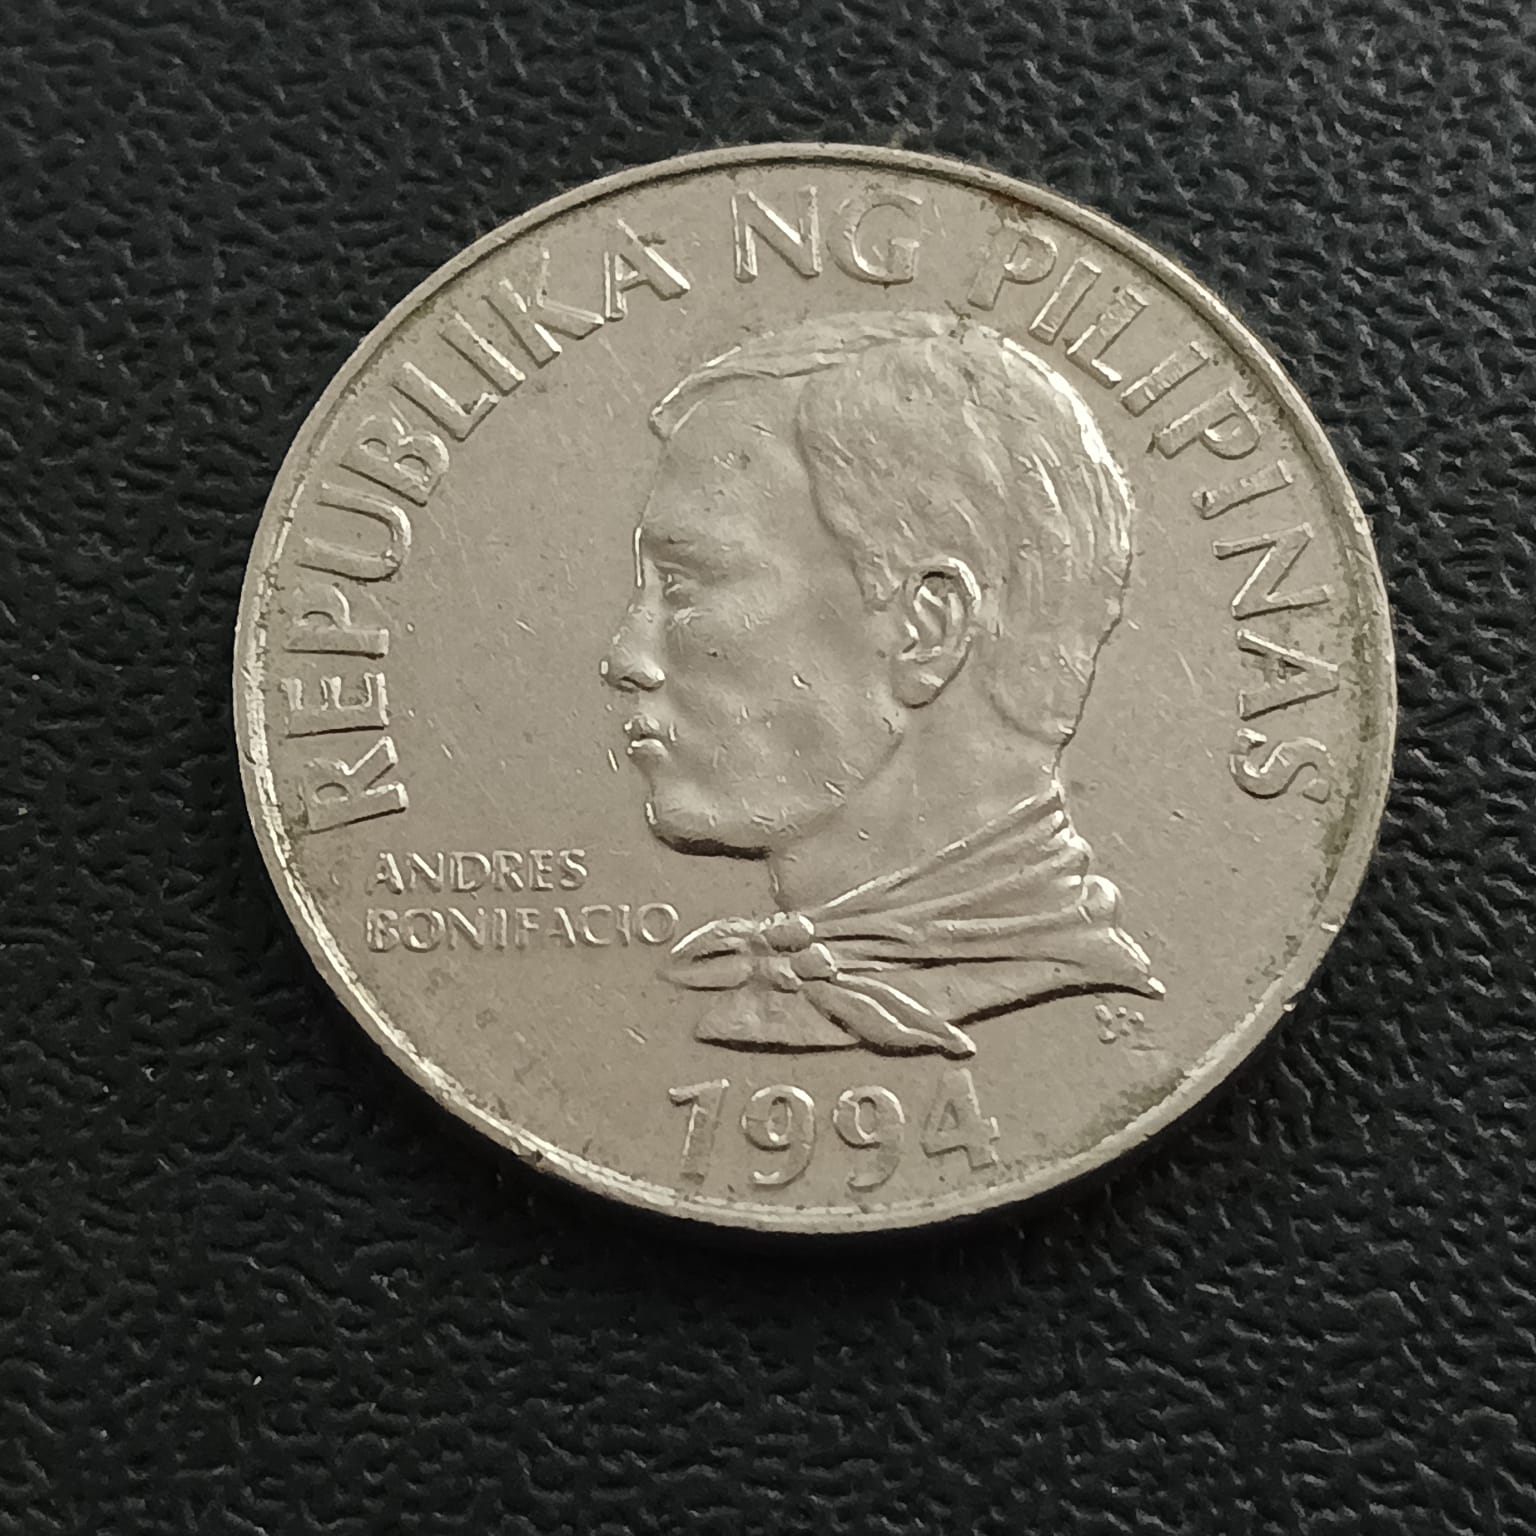 REPUBLIKA NG PILIPINAS
ANDRES
BONIFACIO
1994